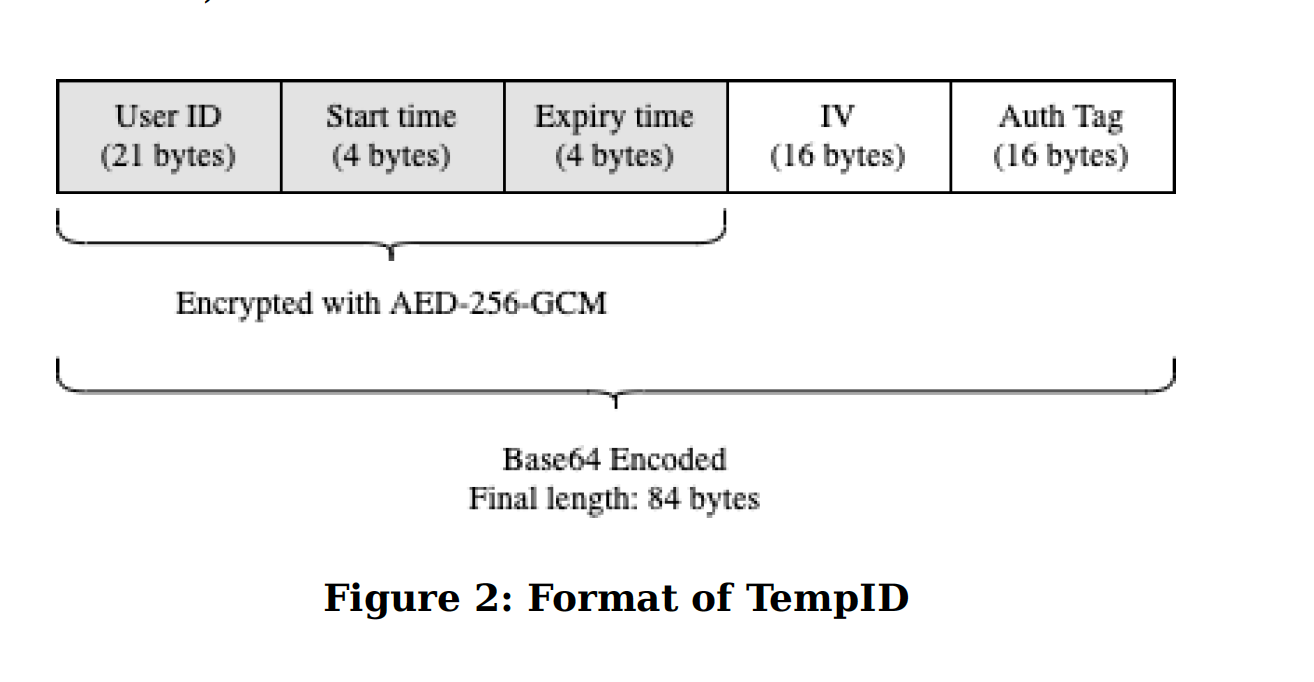 User ID
(21 bytes)
Start time
(4 bytes)
Expiry time
(4 bytes)
IV
(16 bytes)
Auth Tag
(16 bytes)
Encrypted with AED-256-GCM
Base64 Encoded
Final length: 84 bytes
Figure 2: Format of TempID